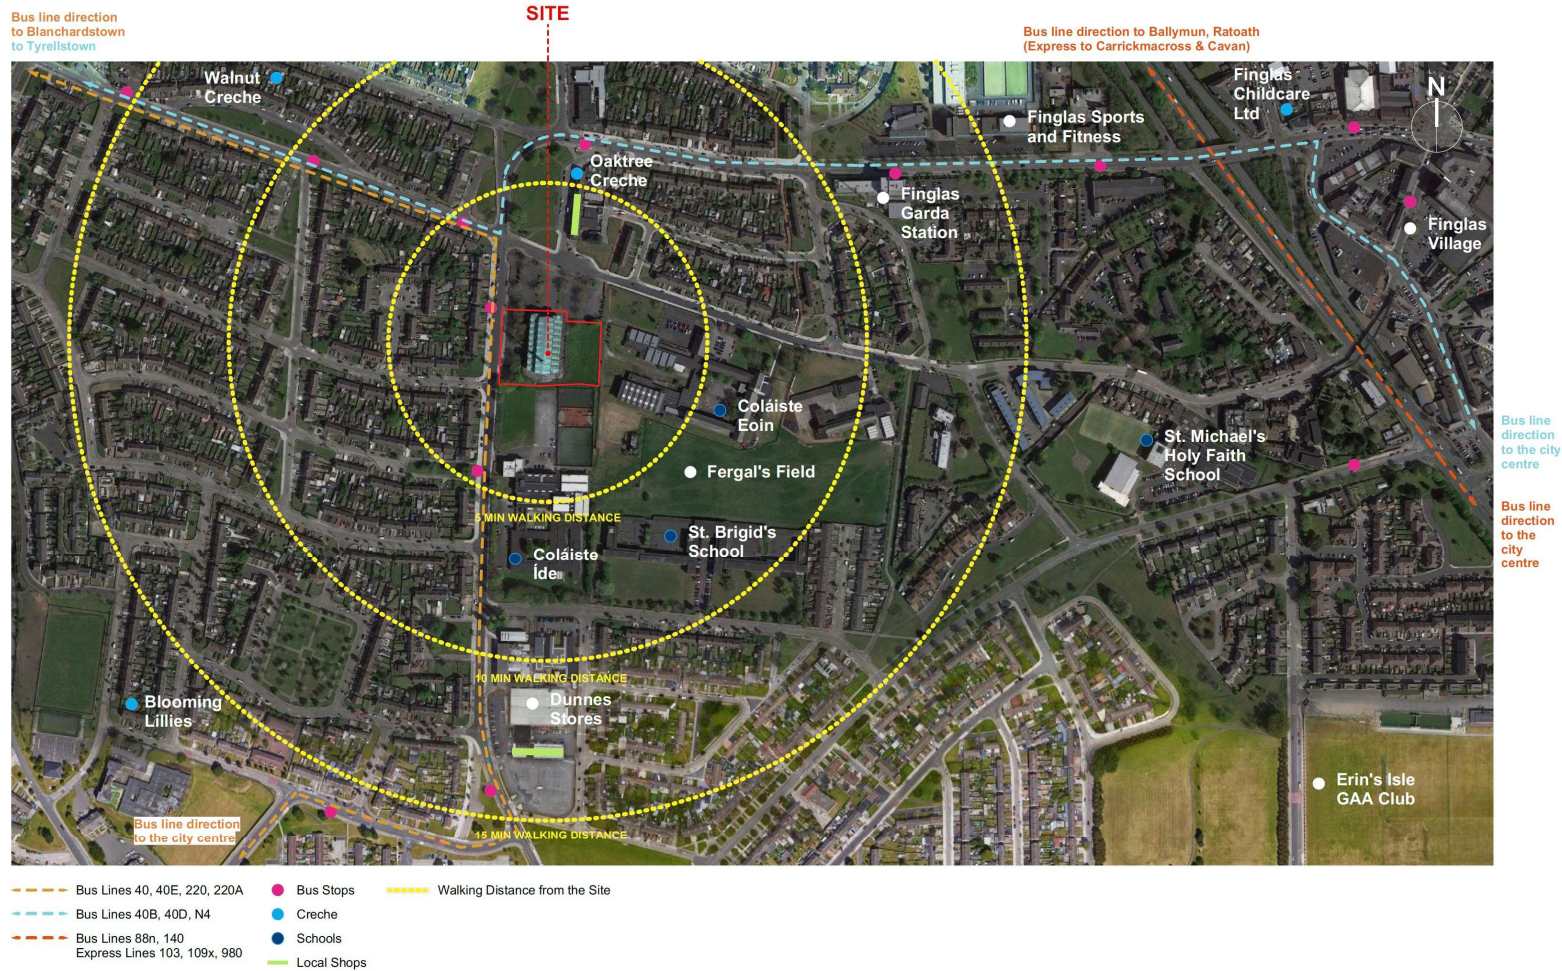 Bus line direction
to Blanchardstown
to Tyrellstown
SITE
Bus line direction to Ballymun, Ratoath
(Express to Carrickmacross & Cavan)
Walnut
Creche
Finglas
Childcare
Ltd
N
Finglas Sports
and Fitness
Oaktree
Creche
Finglas
Garda
Station
Finglas
Village
Coláiste
Eoin
St. Michael's
Holy Faith
School
Bus line
direction
to the city
centre
Fergal's Field
5 MIN WALKING DISTANCE
Bus line
direction
to the
city
centre
St. Brigid's
School
Coláiste
Íde
10 MIN WALKING DISTANCE
Blooming
Lillies
Dunnes
Stores
Erin's Isle
GAA Club
Bus line direction
to the city centre
15 MIN WALKING DISTANCE
Bus Lines 40, 40E, 220, 220A
Bus Lines 40B, 40D, N4
Bus Lines 88n, 140
Express Lines 103, 109x, 980
Bus Stops
Creche
Schools
Local Shops
Walking Distance from the Site